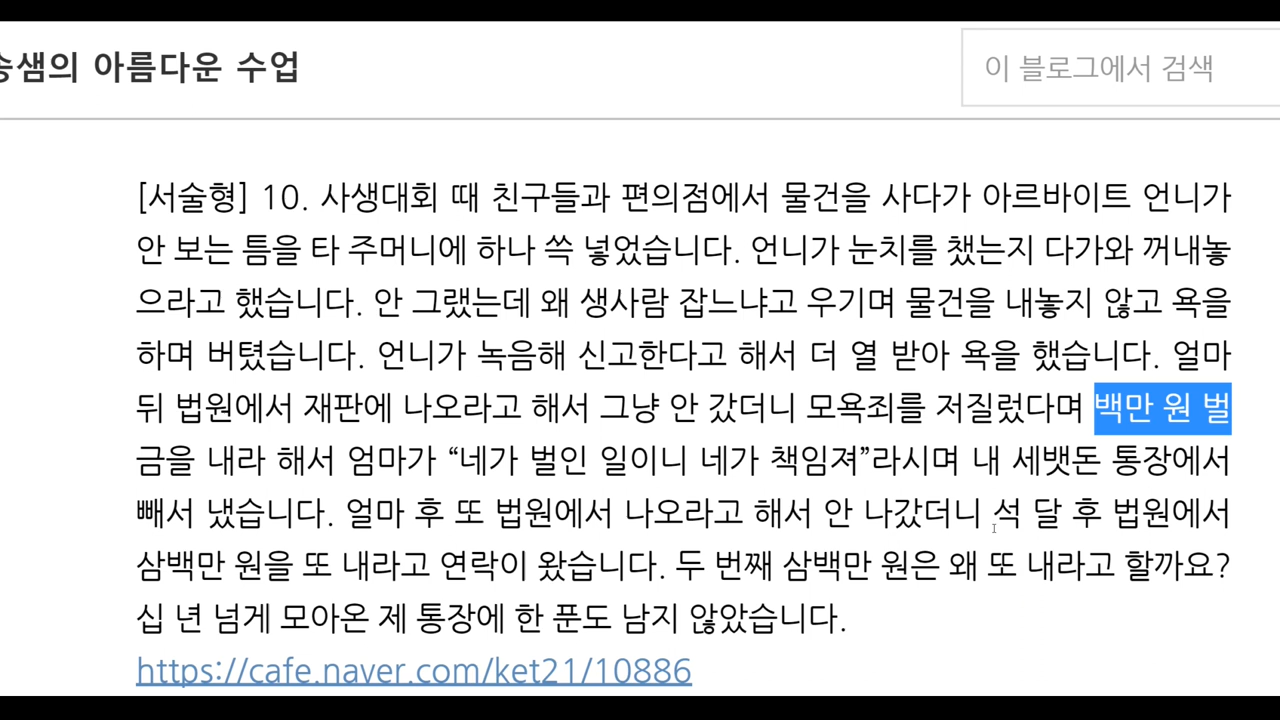 송샘의 아름다운 수업
이 블로그에서 검색
[서술형] 10. 사생대회 때 친구들과 편의점에서 물건을 사다가 아르바이트 언니가
안 보는 틈을 타 주머니에 하나 쓱 넣었습니다. 언니가 눈치를 챘는지 다가와 꺼내놓
으라고 했습니다. 안 그랬는데 왜 생사람 잡느냐고 우기며 물건을 내놓지 않고 욕을
하며 버텼습니다. 언니가 녹음해 신고한다고 해서 더 열 받아 욕을 했습니다. 얼마
뒤 법원에서 재판에 나오라고 해서 그냥 안 갔더니 모욕죄를 저질렀다며 백만 원 벌
금을 내라 해서 엄마가 “네가 벌인 일이니 네가 책임져”라시며 내 세뱃돈 통장에서
빼서 냈습니다. 얼마 후 또 법원에서 나오라고 해서 안 나갔더니 석 달 후 법원에서
삼백만 원을 또 내라고 연락이 왔습니다. 두 번째 삼백만 원은 왜 또 내라고 할까요?
십 년 넘게 모아온 제 통장에 한 푼도 남지 않았습니다.
https://cafe.naver.com/ket21/10886